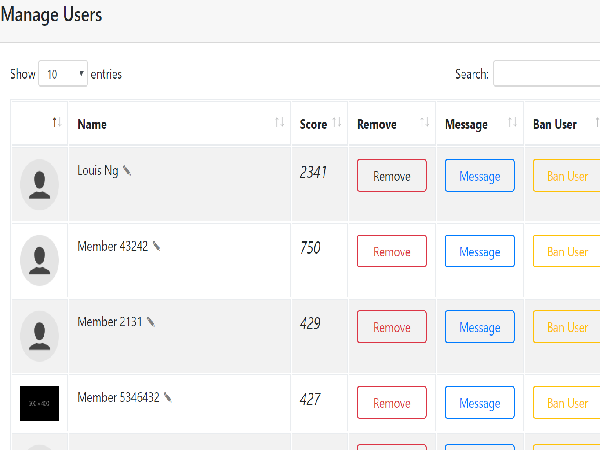 Manage Users
Show 10 entries Search:
Name Score Remove Message Ban User
Louis Ng 2341 Remove Message Ban User
Member 43242 750 Remove Message Ban User
Member 2131 429 Remove Message Ban User
Member 5346432 427 Remove Message Ban User